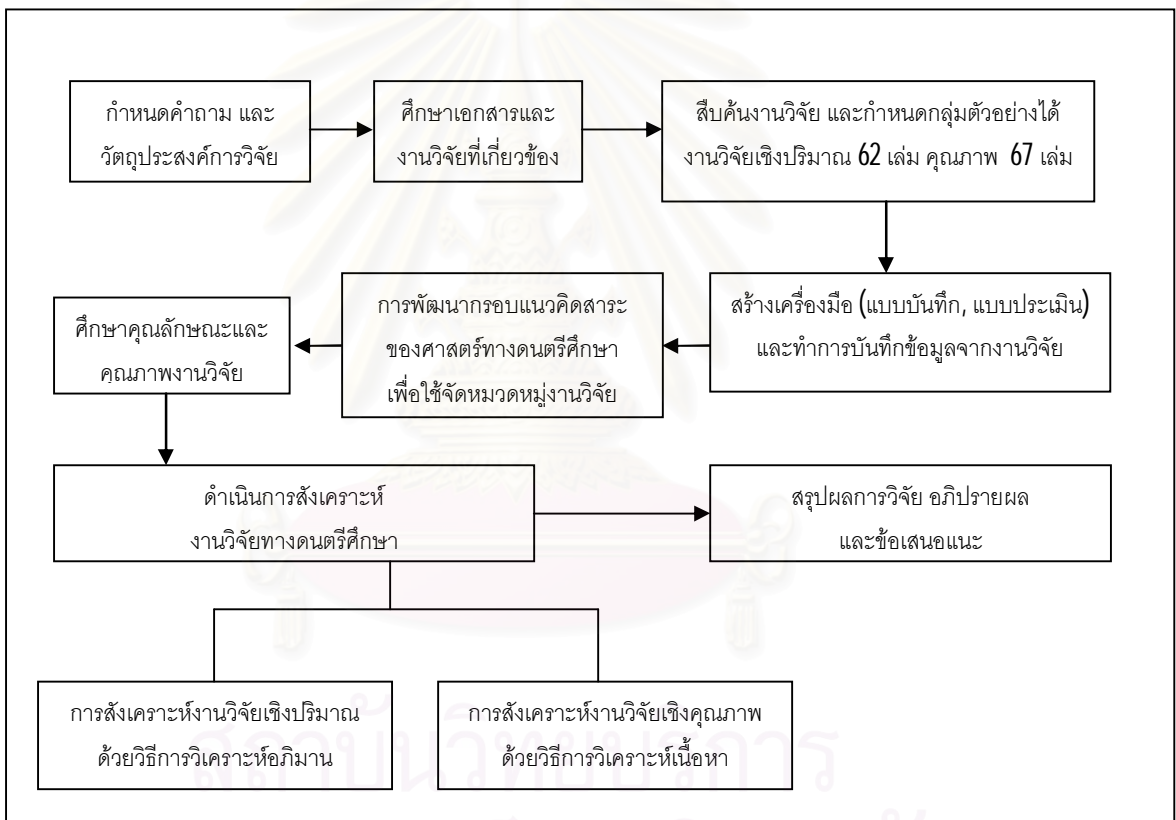 กำหนดคำถาม และ
วัตถุประสงค์การวิจัย
ศึกษาเอกสารและ
งานวิจัยที่เกี่ยวข้อง
สืบค้นงานวิจัย และกำหนดกลุ่มตัวอย่างได้
งานวิจัยเชิงปริมาณ 62 เล่ม คุณภาพ 67 เล่ม
สร้างเครื่องมือ (แบบบันทึก, แบบประเมิน)
และทำการบันทึกข้อมูลจากงานวิจัย
การพัฒนากรอบแนวคิดสาระ
ของศาสตร์ทางดนตรีศึกษา
เพื่อใช้จัดหมวดหมู่งานวิจัย
ศึกษาคุณลักษณะและ
คุณภาพงานวิจัย
ดำเนินการสังเคราะห์
งานวิจัยทางดนตรีศึกษา
สรุปผลการวิจัย อภิปรายผล
และข้อเสนอแนะ
การสังเคราะห์งานวิจัยเชิงปริมาณ
ด้วยวิธีการวิเคราะห์อภิมาน
การสังเคราะห์งานวิจัยเชิงคุณภาพ
ด้วยวิธีการวิเคราะห์เนื้อหา
สถาบันวิทยบริการ